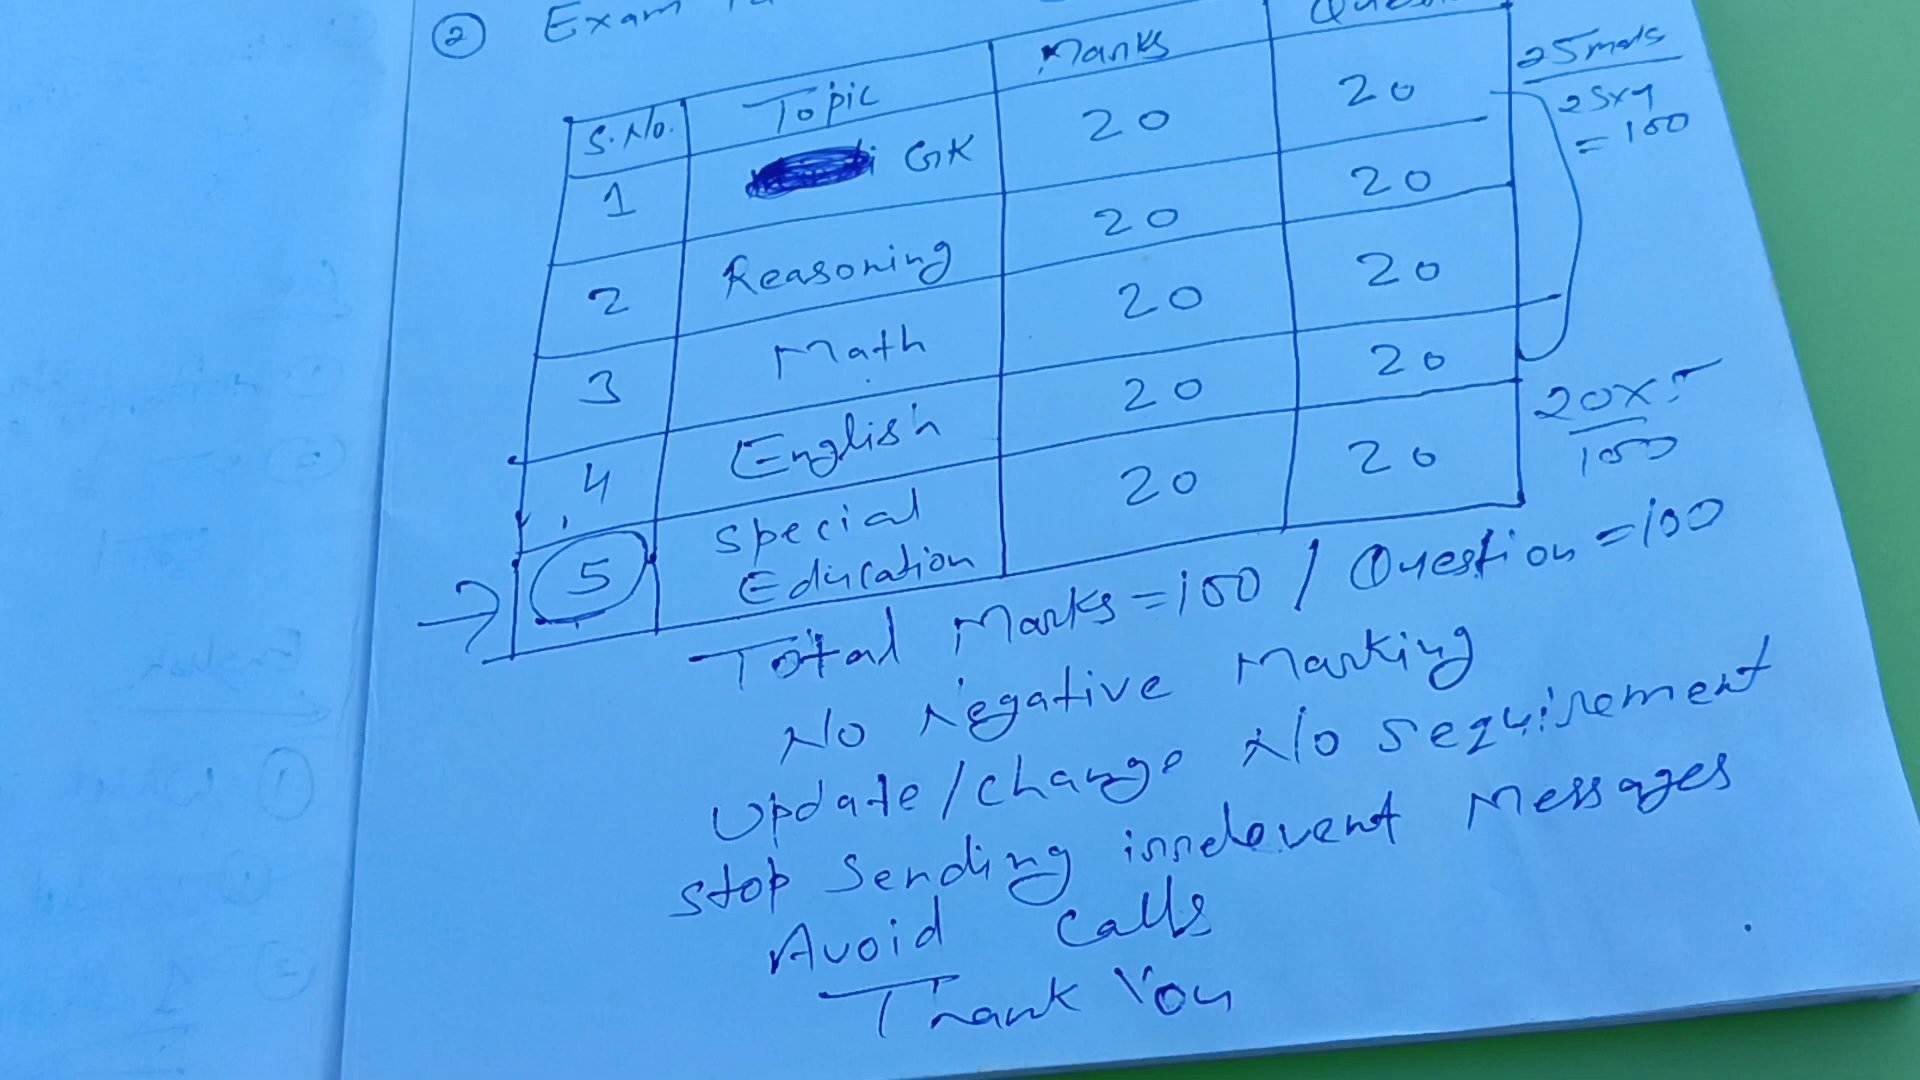 ② Exam
S.No. Topic Marks
1 GK 20 20
2 Reasoning 20 20
3 Math 20 20
4 English 20 20
5 Special Education 20 20
25 marks
25x4
= 100
20x5
100
Total Marks = 100 / Question = 100
No Negative Marking
Update/change No requirement
Stop Sending irrelevent Messages
Avoid Calls
Thank You